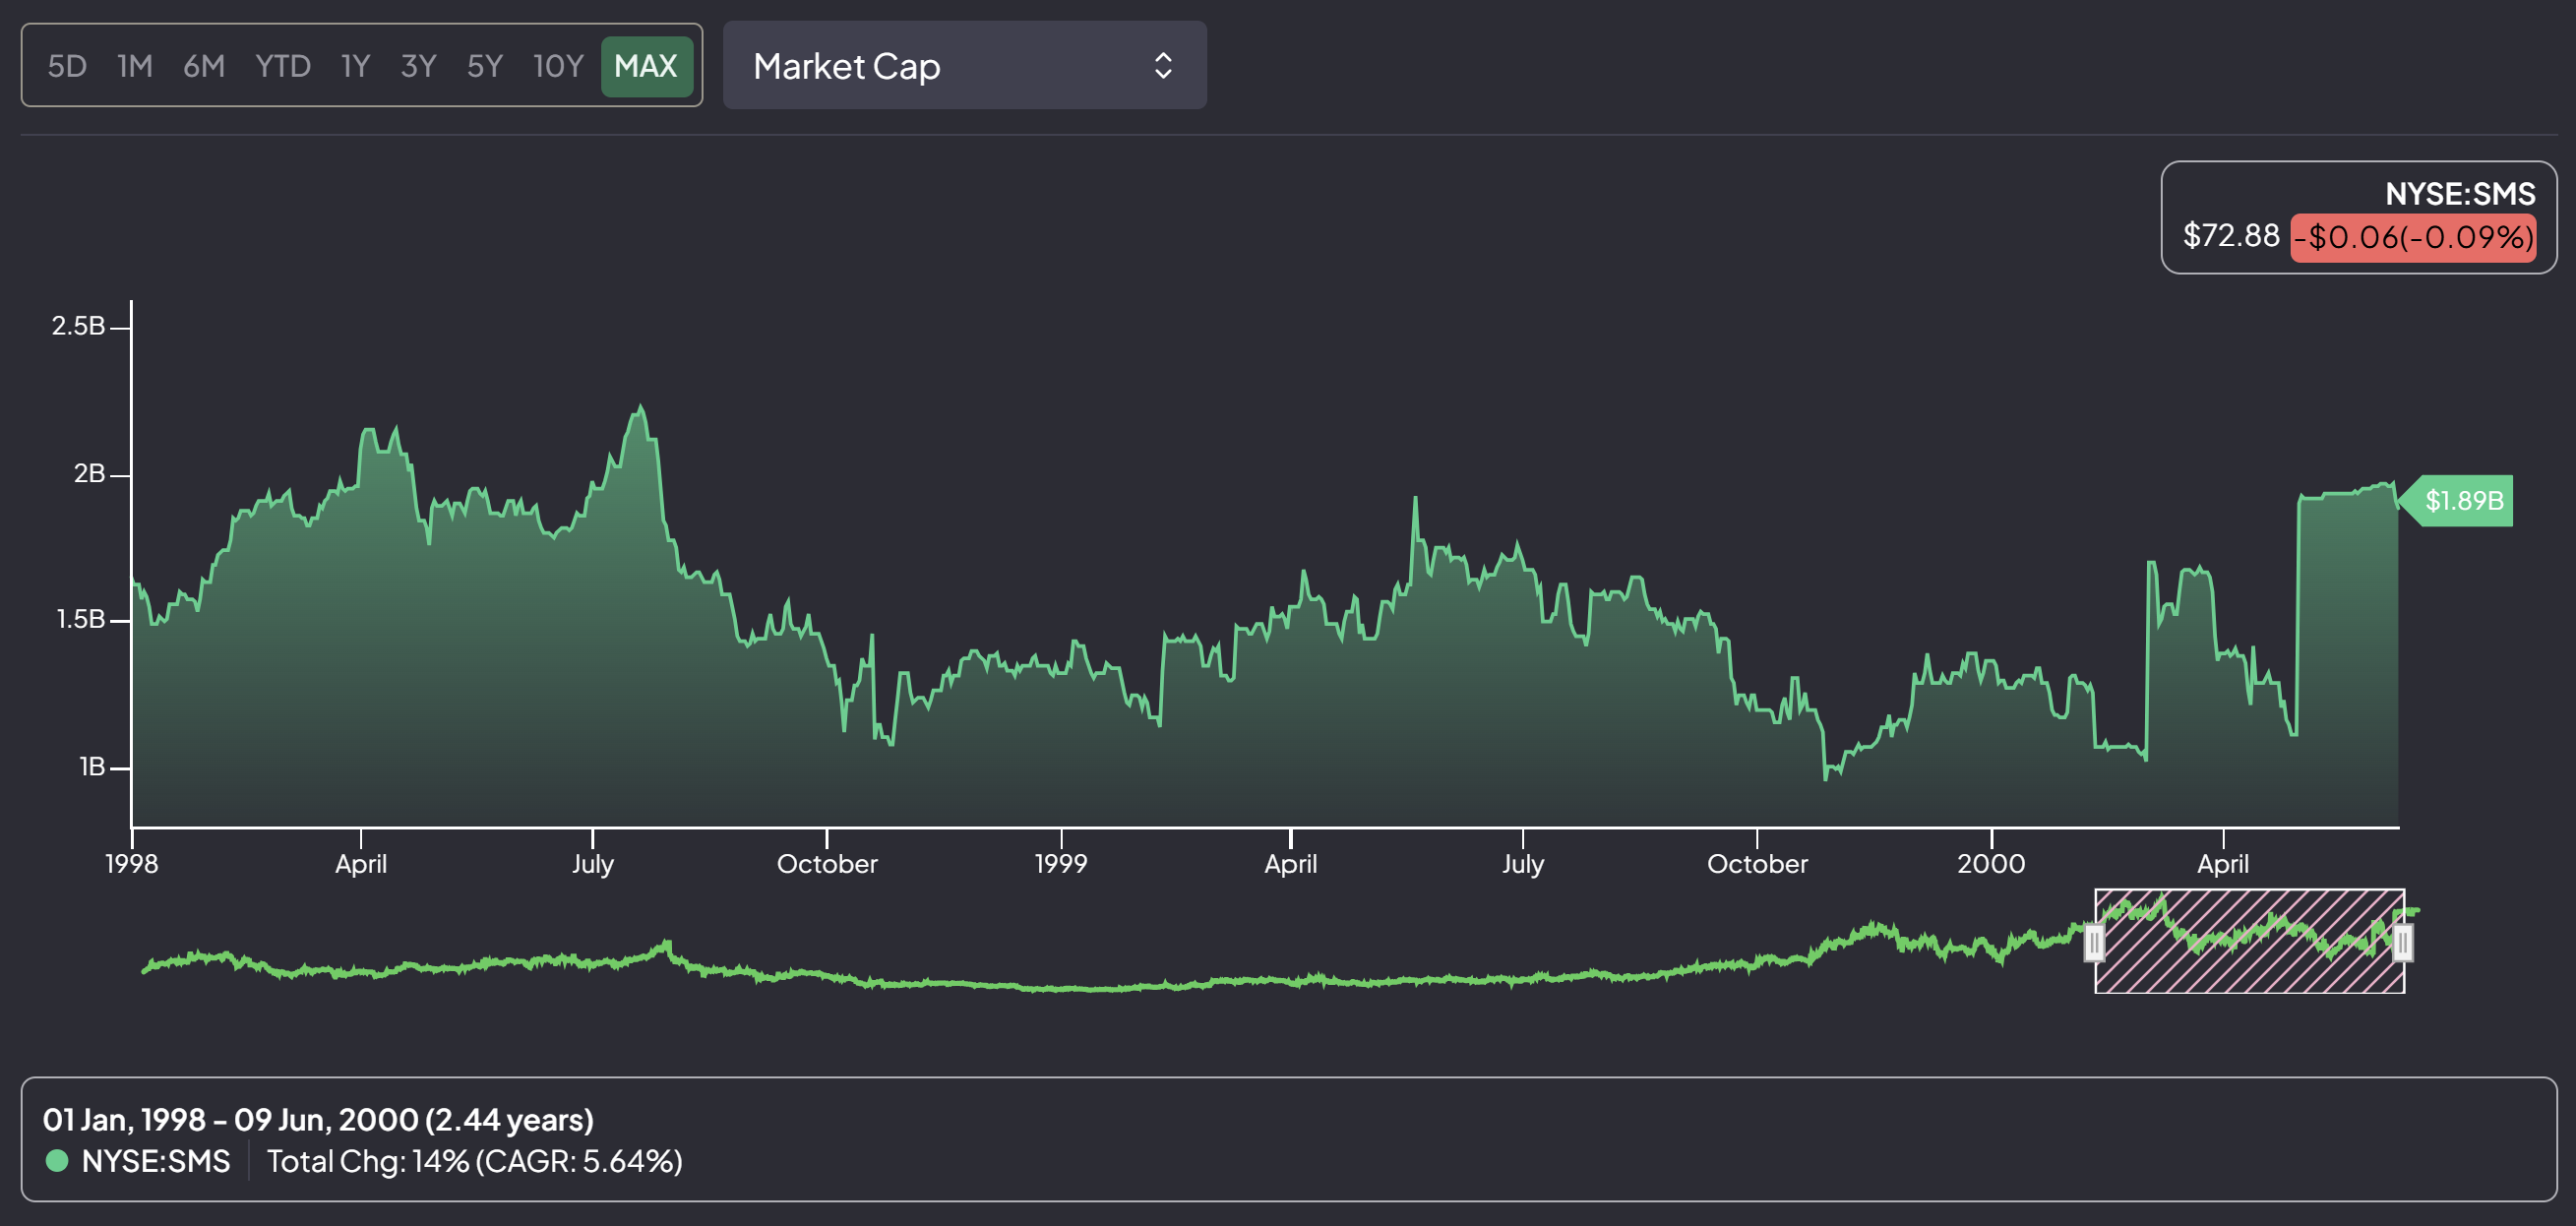 5D 1M 6M YTD 1Y 3Y 5Y 10Y MAX Market Cap
NYSE:SMS
$72.88 -$0.06(-0.09%)
2.5B
2B
$1.89B
1.5B
1B
1998 April July October 1999 April July October 2000 April
01 Jan, 1998 - 09 Jun, 2000 (2.44 years)
NYSE:SMS Total Chg: 14% (CAGR: 5.64%)